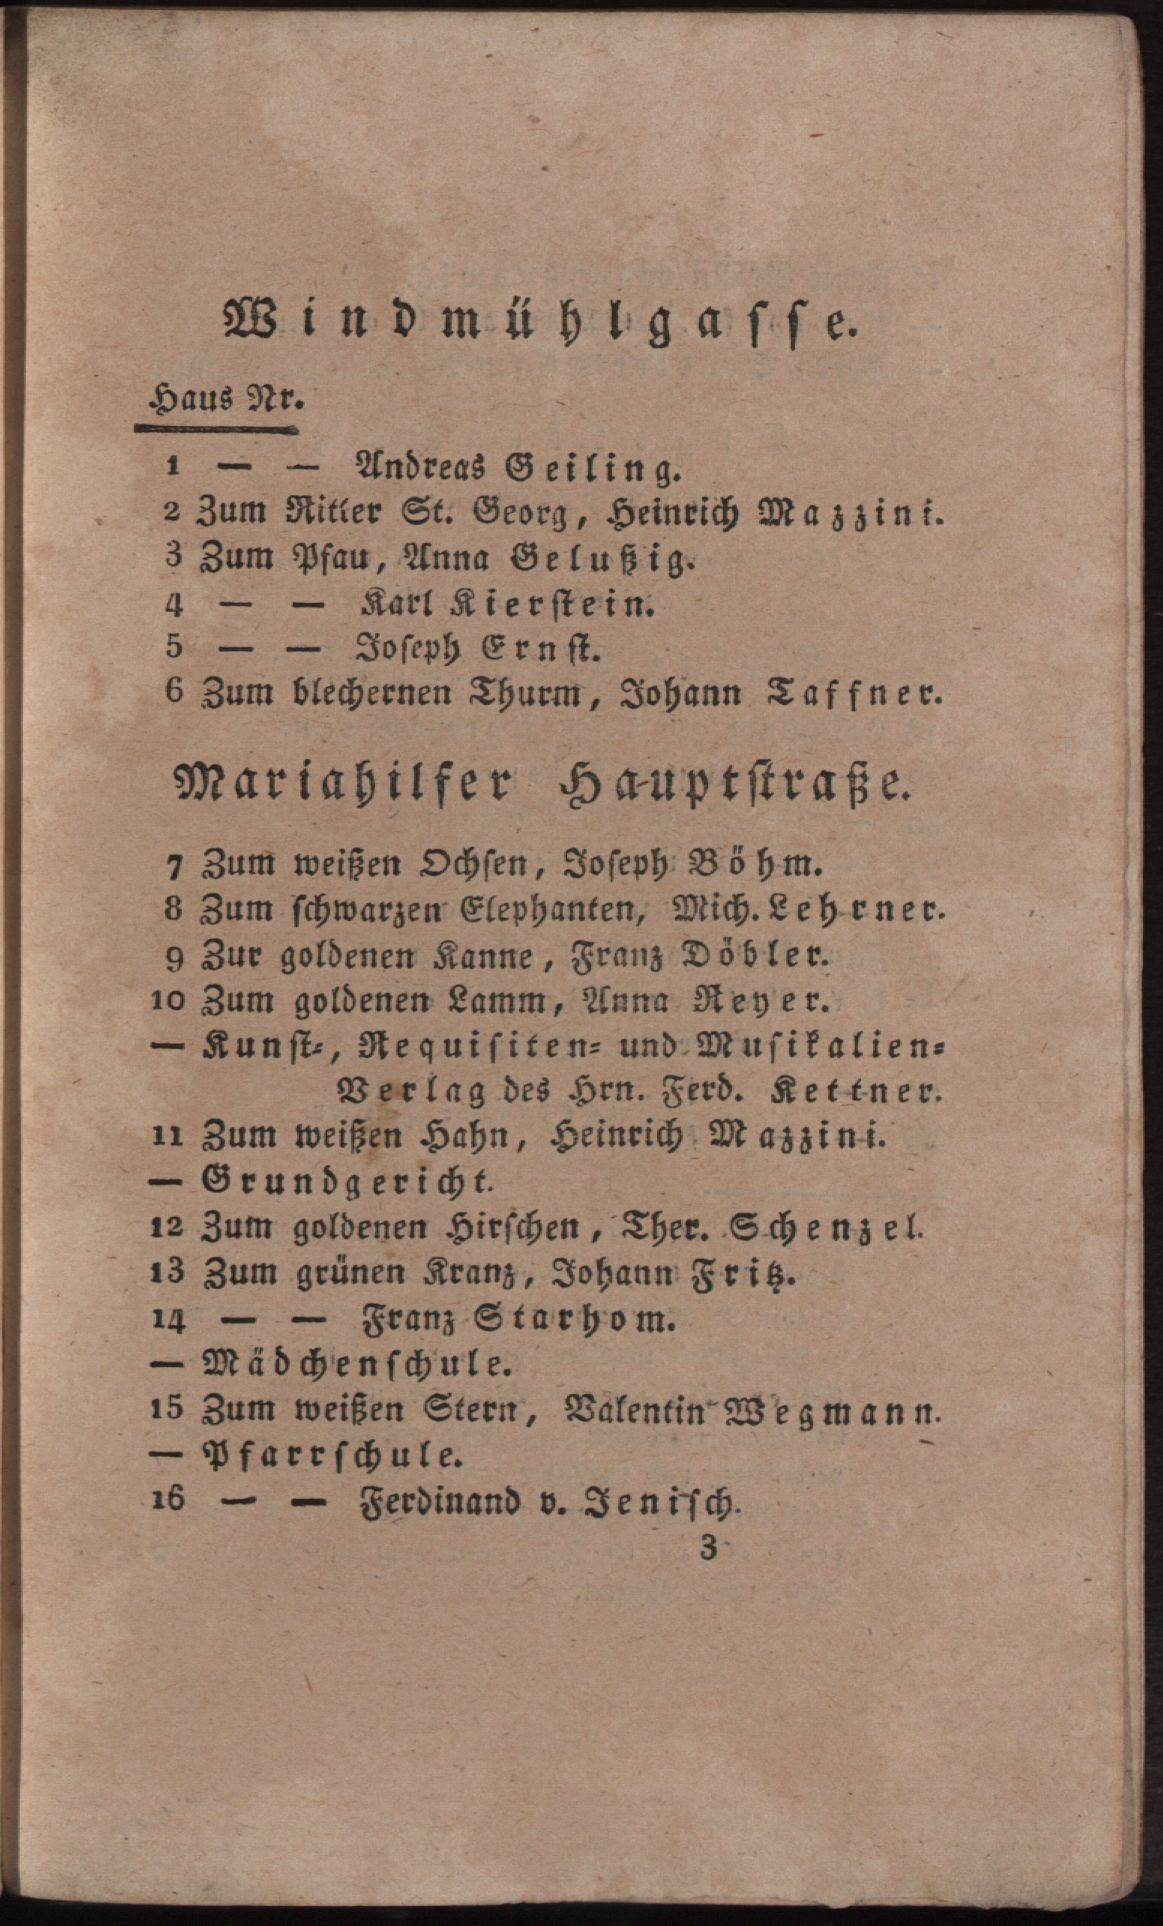 Windmühlgasse.
Haus Nr.
1 — — Andreas Geiling.
2 Zum Ritter St. Georg, Heinrich Mazzini.
3 Zum Pfau, Anna Gelußig.
4 — — Karl Kierstein.
5 — — Joseph Ernst.
6 Zum blechernen Thurm, Johann Taffner.
Mariahilfer Hauptstraße.
7 Zum weißen Ochsen, Joseph Böhm.
8 Zum schwarzen Elephanten, Mich. Lehrner.
9 Zur goldenen Kanne, Franz Döbler.
10 Zum goldenen Lamm, Anna Reyer.
— Kunst-, Requisiten- und Musikalien-
Verlag des Hrn. Ferd. Kettner.
11 Zum weißen Hahn, Heinrich Mazzini.
— Grundgericht.
12 Zum goldenen Hirschen, Ther. Schenzel.
13 Zum grünen Kranz, Johann Fritz.
14 — — Franz Starhom.
— Mädchenschule.
15 Zum weißen Stern, Valentin Wegmann.
— Pfarrschule.
16 — — Ferdinand v. Jenisch.
3